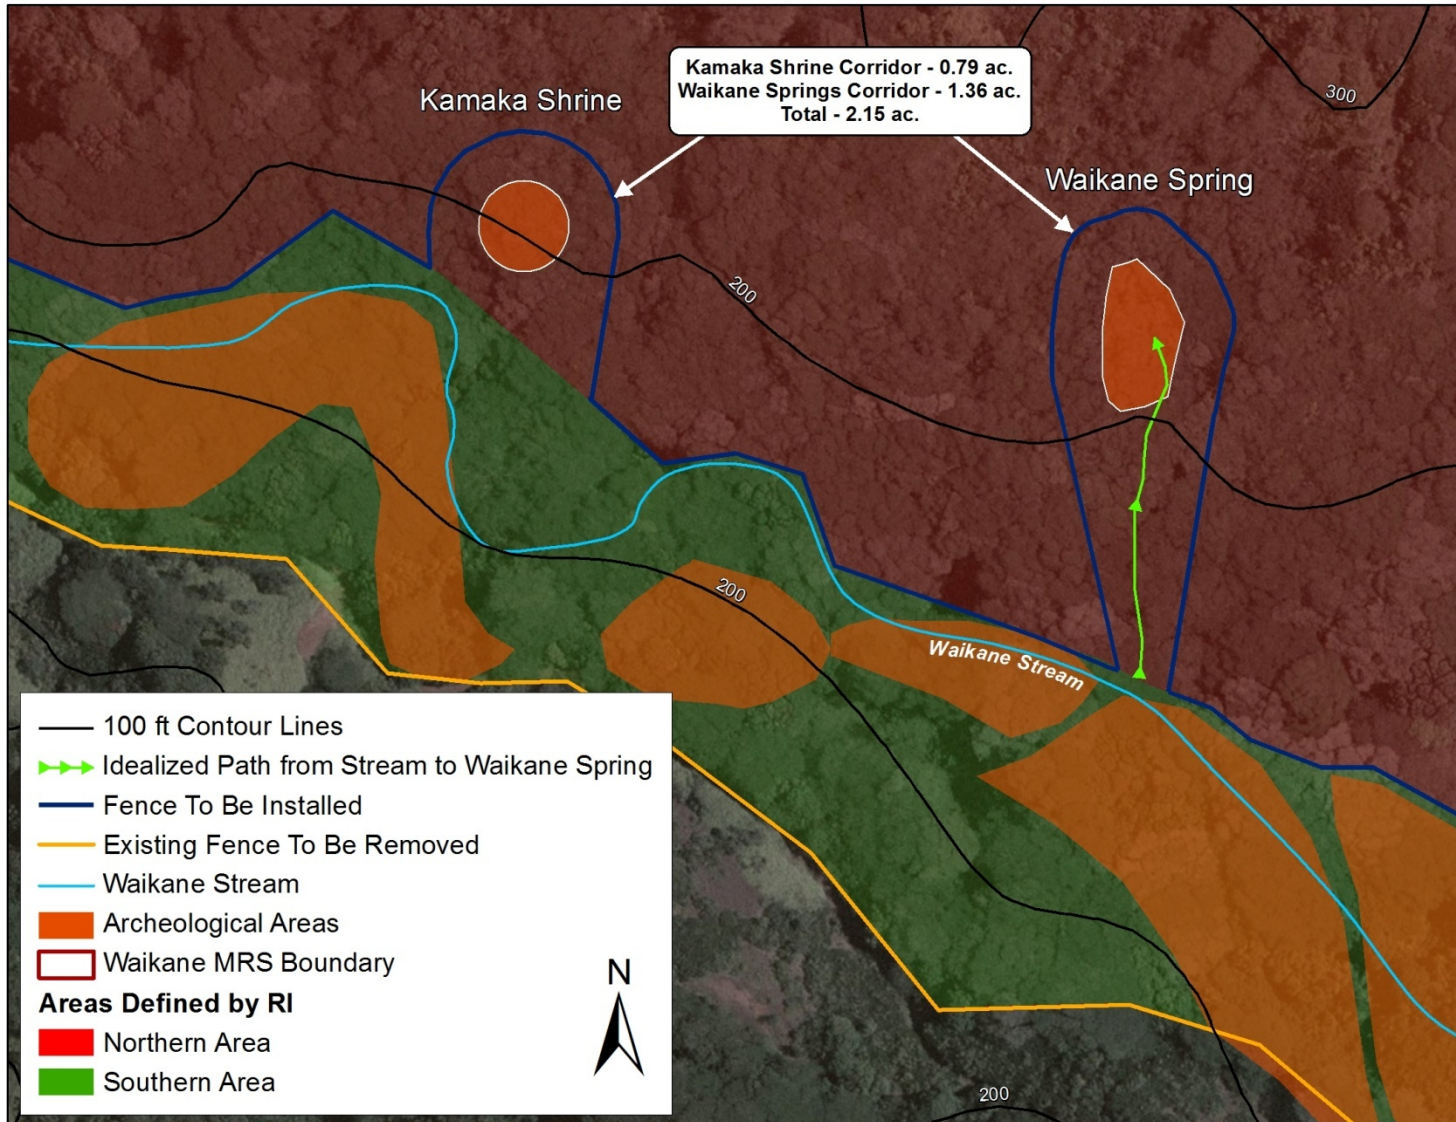 Kamaka Shrine Corridor - 0.79 ac.
Waikane Springs Corridor - 1.36 ac.
Total - 2.15 ac.
Kamaka Shrine
Waikane Spring
300
200
200
Waikane Stream
200
100 ft Contour Lines
Idealized Path from Stream to Waikane Spring
Fence To Be Installed
Existing Fence To Be Removed
Waikane Stream
Archeological Areas
Waikane MRS Boundary
Areas Defined by RI
Northern Area
Southern Area
N